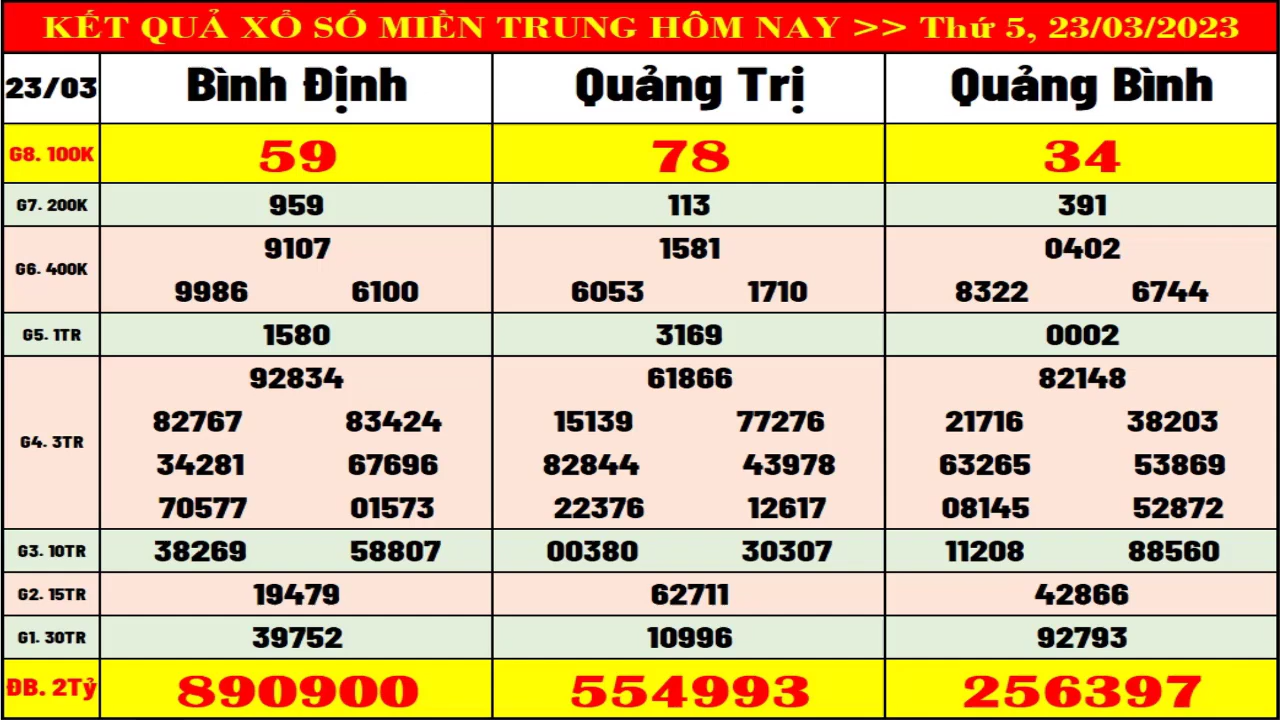 KẾT QUẢ XỔ SỐ MIỀN TRUNG HÔM NAY >> Thứ 5, 23/03/2023
23/03 Bình Định Quảng Trị Quảng Bình
G8. 100K 59 78 34
G7. 200K 959 113 391
9107 1581 0402
G6. 400K
9986 6100 6053 1710 8322 6744
G5. 1TR 1580 3169 0002
92834 61866 82148
82767 83424 15139 77276 21716 38203
G4. 3TR
34281 67696 82844 43978 63265 53869
70577 01573 22376 12617 08145 52872
G3. 10TR 38269 58807 00380 30307 11208 88560
G2. 15TR 19479 62711 42866
G1. 30TR 39752 10996 92793
ĐB. 2Tỷ 890900 554993 256397